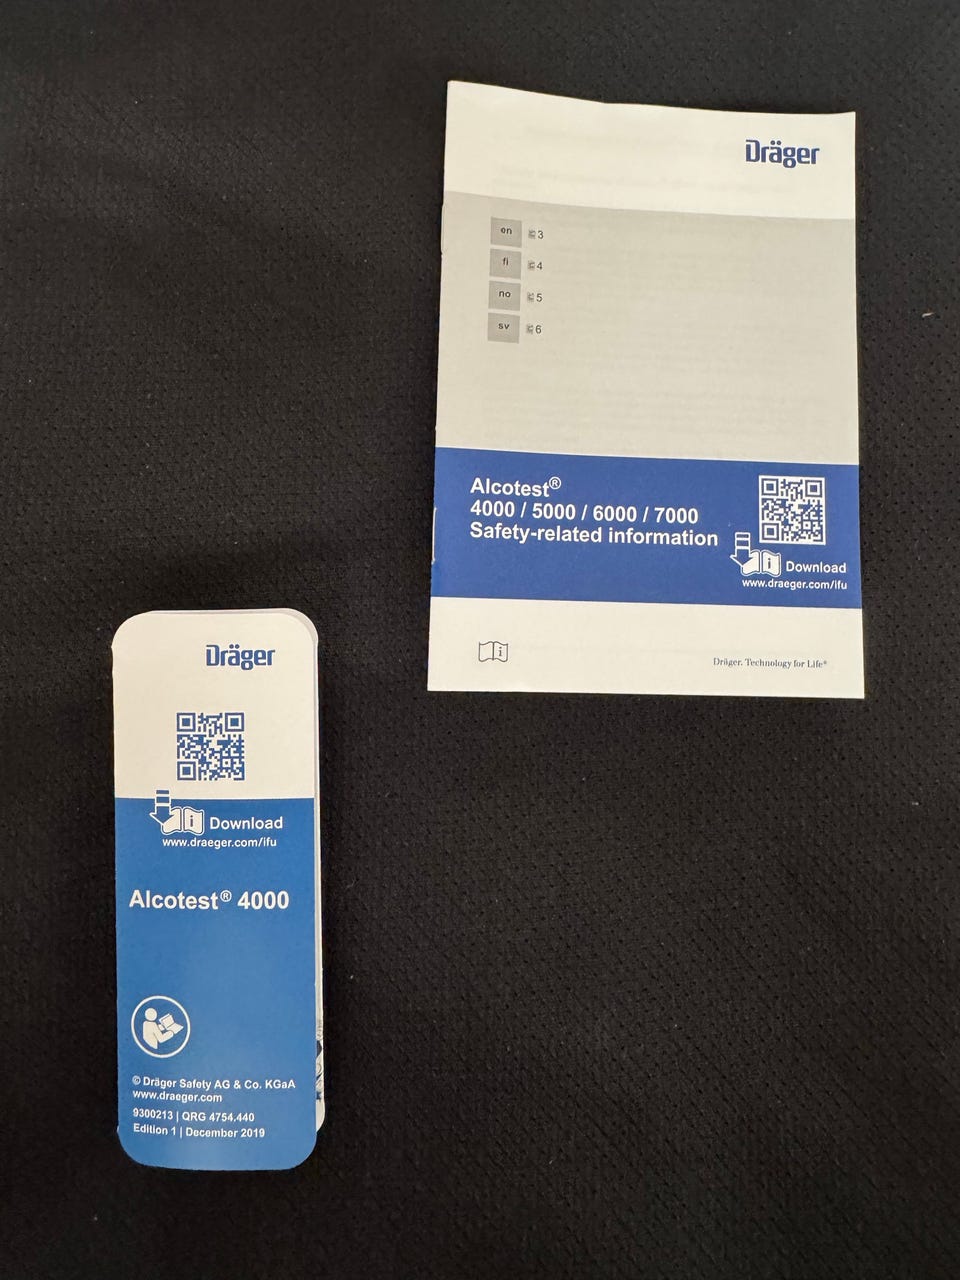 Dräger
en 3
fi 4
no 5
sv 6
Alcotest®
4000 / 5000 / 6000 / 7000
Safety-related information
i Download
www.draeger.com/ifu
i
Dräger. Technology for Life®
Dräger
i Download
www.draeger.com/ifu
Alcotest® 4000
© Dräger Safety AG & Co. KGaA
www.draeger.com
9300213 | QRG 4754.440
Edition 1 | December 2019